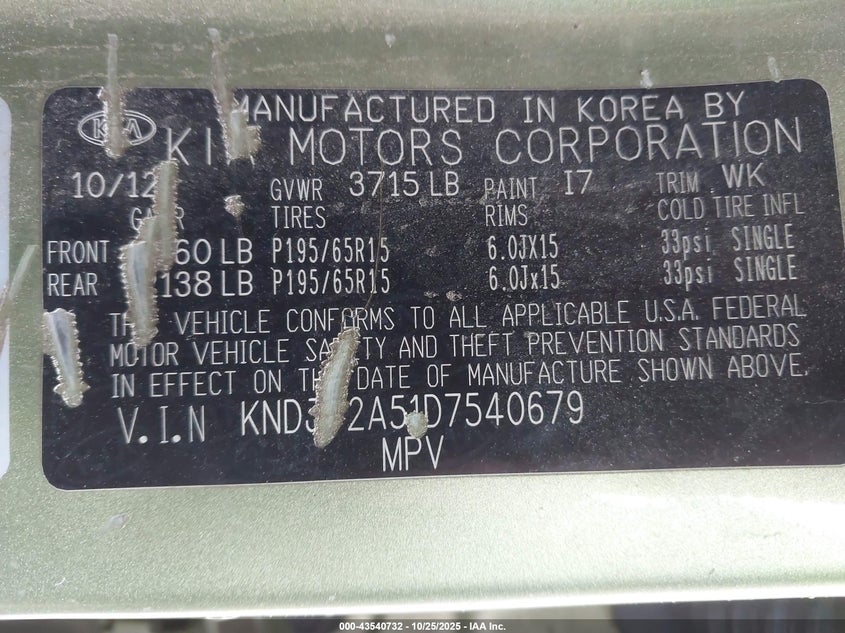 MANUFACTURED IN KOREA BY
KIA MOTORS CORPORATION
10/12 GVWR 3715 LB PAINT I7 TRIM WK
TIRES RIMS COLD TIRE INFL
FRONT LB P195/65R15 6.0JX15 33psi SINGLE
REAR LB P195/65R15 6.0Jx15 33psi SINGLE
VEHICLE CONFORMS TO ALL APPLICABLE U.S.A. FEDERAL
MOTOR VEHICLE SAFETY AND THEFT PREVENTION STANDARDS
IN EFFECT ON THE DATE OF MANUFACTURE SHOWN ABOVE.
V.I.N
MPV
000-43540732 - 10/25/2025 - IAA Inc.